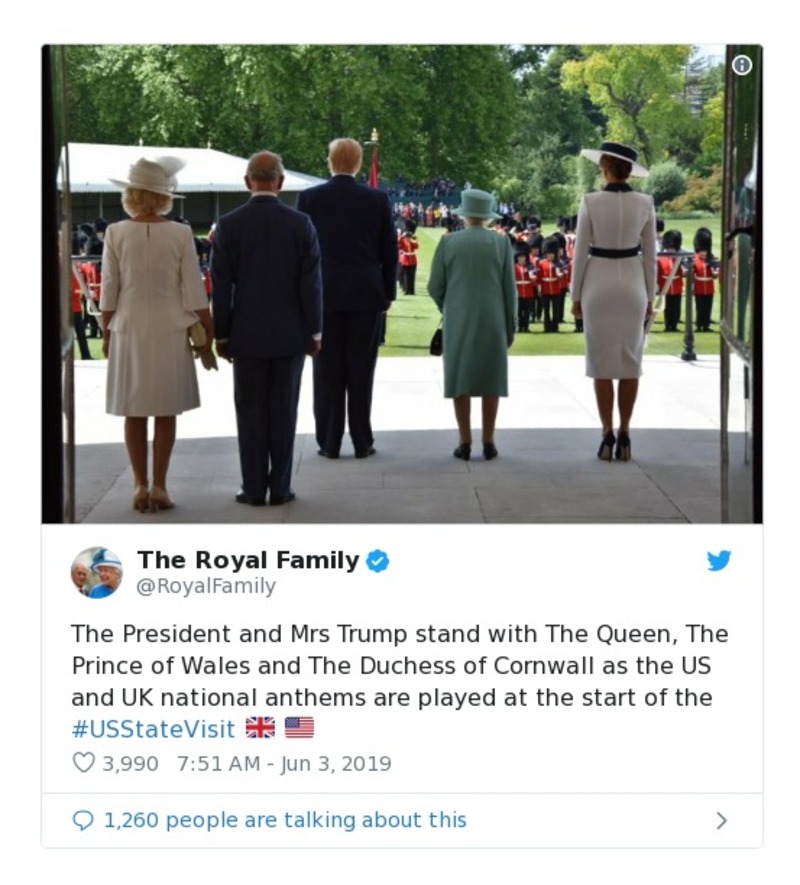 The Royal Family
@RoyalFamily
The President and Mrs Trump stand with The Queen, The
Prince of Wales and The Duchess of Cornwall as the US
and UK national anthems are played at the start of the
#USStateVisit 🇬🇧 🇺🇸
3,990 7:51 AM - Jun 3, 2019
1,260 people are talking about this